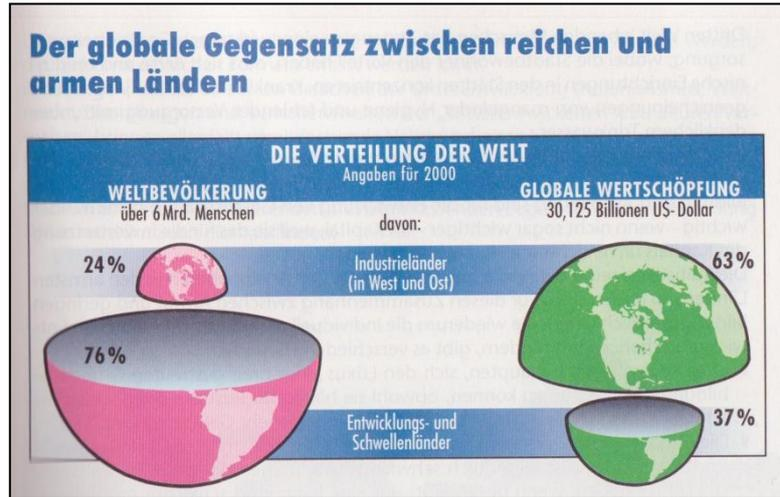 Der globale Gegensatz zwischen reichen und
armen Ländern
DIE VERTEILUNG DER WELT
Angaben für 2000
WELTBEVÖLKERUNG
über 6 Mrd. Menschen
davon:
GLOBALE WERTSCHÖPFUNG
30,125 Billionen US-Dollar
24 %
Industrieländer
(in West und Ost)
63 %
76 %
Entwicklungs- und
Schwellenländer
37 %